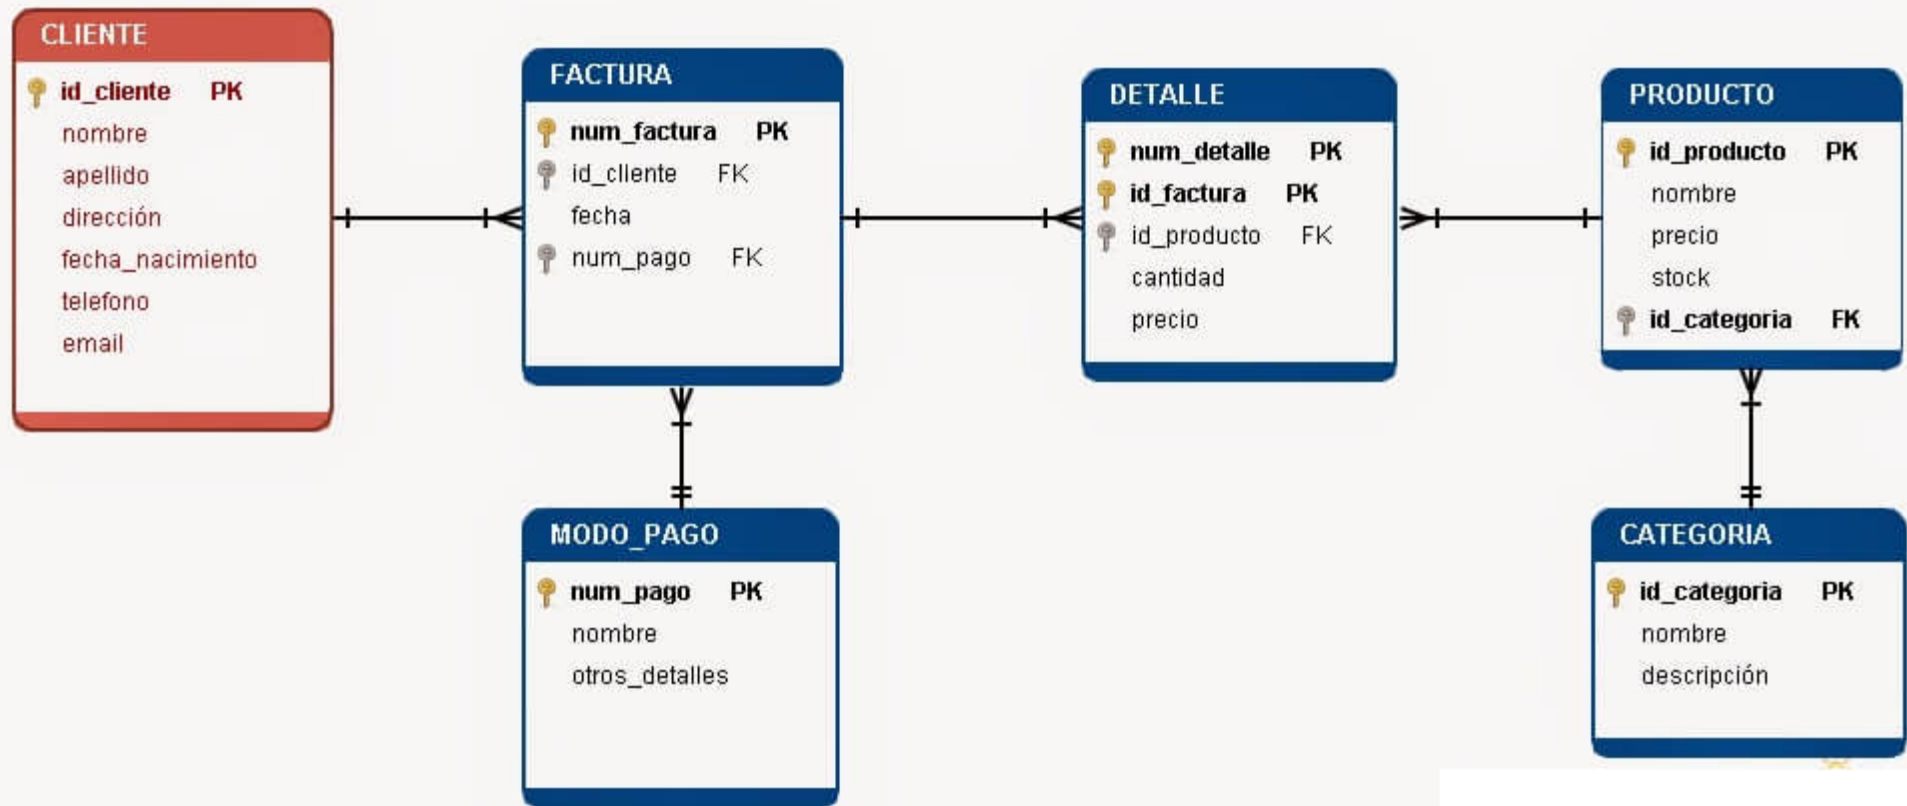 CLIENTE
id_cliente PK
nombre
apellido
dirección
fecha_nacimiento
telefono
email
FACTURA
num_factura PK
id_cliente FK
fecha
num_pago FK
DETALLE
num_detalle PK
id_factura PK
id_producto FK
cantidad
precio
PRODUCTO
id_producto PK
nombre
precio
stock
id_categoria FK
MODO_PAGO
num_pago PK
nombre
otros_detalles
CATEGORIA
id_categoria PK
nombre
descripción